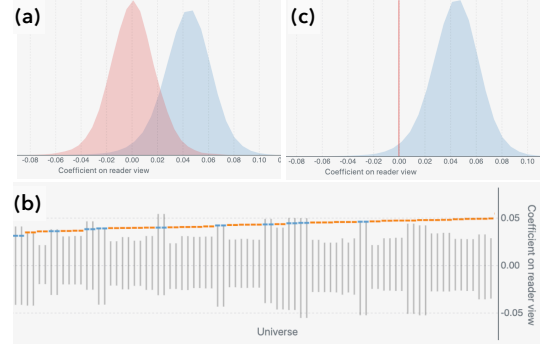 (a)
-0.08 -0.06 -0.04 -0.02 0.00 0.02 0.04 0.06 0.08 0.10
Coefficient on reader view
(c)
-0.08 -0.06 -0.04 -0.02 0.00 0.02 0.04 0.06 0.08 0.10
Coefficient on reader view
(b)
0.05
0.00
-0.05
Coefficient on reader view
Universe